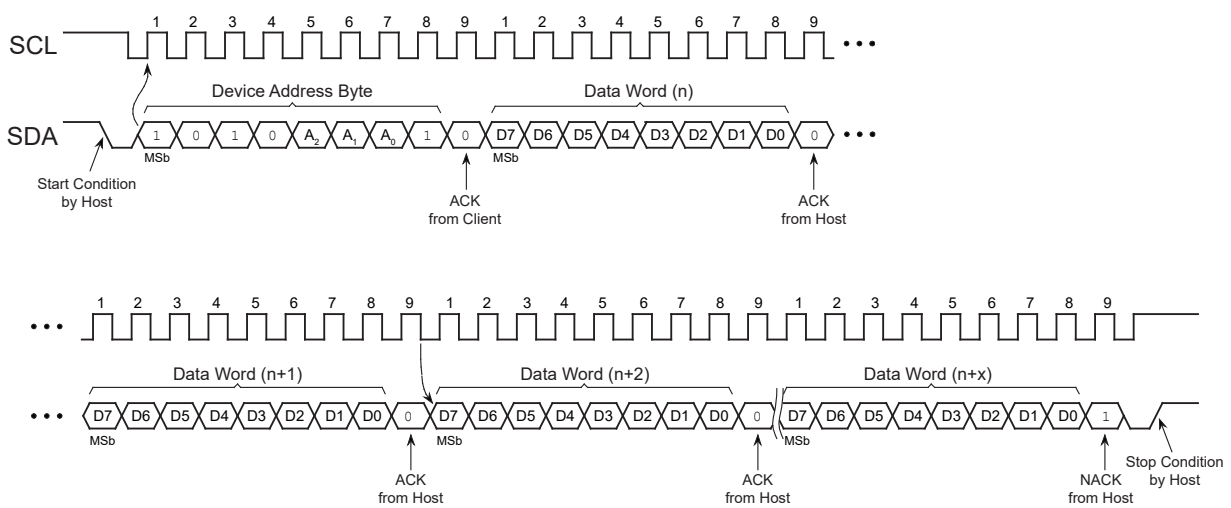 1 2 3 4 5 6 7 8 9 1 2 3 4 5 6 7 8 9
SCL
Device Address Byte Data Word (n)
SDA 1 0 1 0 A2 A1 A0 1 0 D7 D6 D5 D4 D3 D2 D1 D0 0
MSb MSb
Start Condition
by Host
ACK
from Client
ACK
from Host
1 2 3 4 5 6 7 8 9 1 2 3 4 5 6 7 8 9 1 2 3 4 5 6 7 8 9
Data Word (n+1) Data Word (n+2) Data Word (n+x)
D7 D6 D5 D4 D3 D2 D1 D0 0 D7 D6 D5 D4 D3 D2 D1 D0 0 D7 D6 D5 D4 D3 D2 D1 D0 1
MSb MSb MSb
ACK
from Host
ACK
from Host
NACK
from Host
Stop Condition
by Host